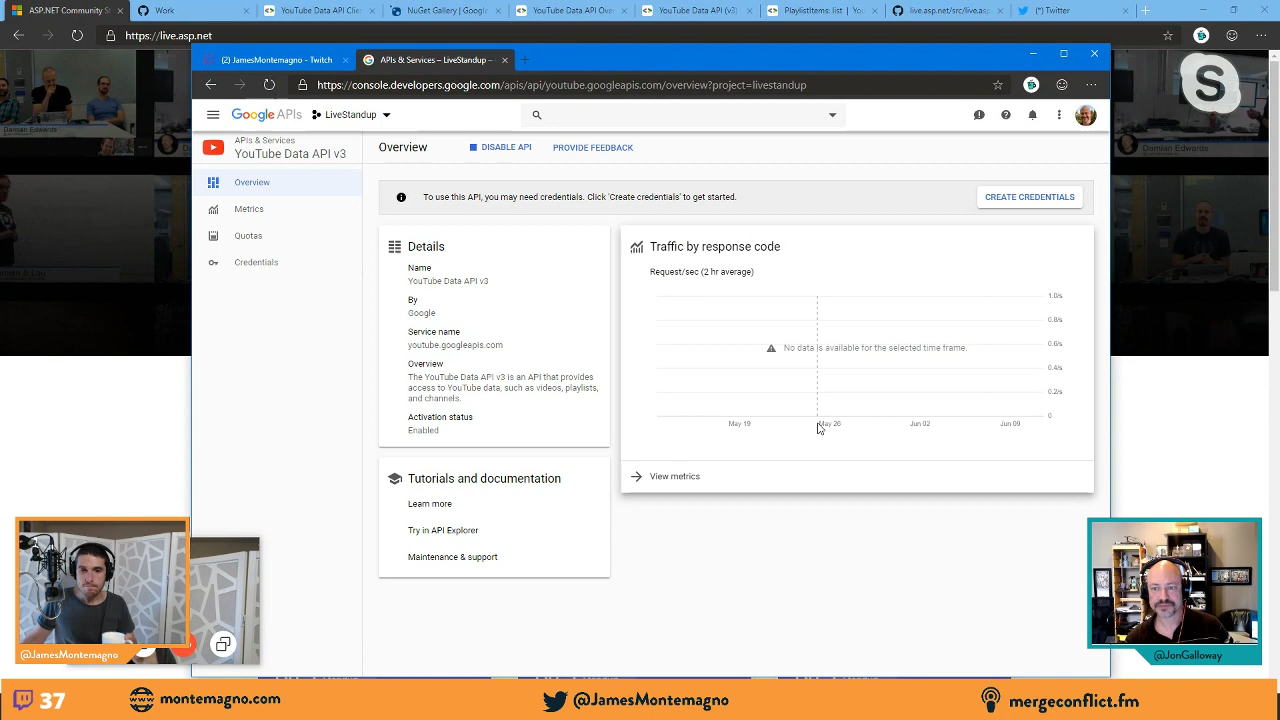 ASP.NET Community St
Work
YouTube Data API Clie
NuGet Gallery | Google
YouTube Data API Over
YouTube Data API (v3)
PlaylistItems: list | You
live.asp.net/src/live.as
(*) Twitter
https://live.asp.net
(2) JamesMontemagno - Twitch
APIs & Services – LiveStandup –
https://console.developers.google.com/apis/api/youtube.googleapis.com/overview?project=livestandup
Google APIs
LiveStandup
APIs & Services
YouTube Data API v3
Overview
DISABLE API
PROVIDE FEEDBACK
Overview
Metrics
Quotas
Credentials
To use this API, you may need credentials. Click 'Create credentials' to get started.
CREATE CREDENTIALS
Details
Name
YouTube Data API v3
By
Google
Service name
youtube.googleapis.com
Overview
The YouTube Data API v3 is an API that provides
access to YouTube data, such as videos, playlists,
and channels.
Activation status
Enabled
Traffic by response code
Request/sec (2 hr average)
1.0/s
0.8/s
0.6/s
0.4/s
0.2/s
0
No data is available for the selected time frame.
May 19
May 26
Jun 02
Jun 09
View metrics
Tutorials and documentation
Learn more
Try in API Explorer
Maintenance & support
Damian Edwards
Damian Edwards
@JamesMontemagno
@JonGalloway
37
montemagno.com
@JamesMontemagno
mergeconflict.fm